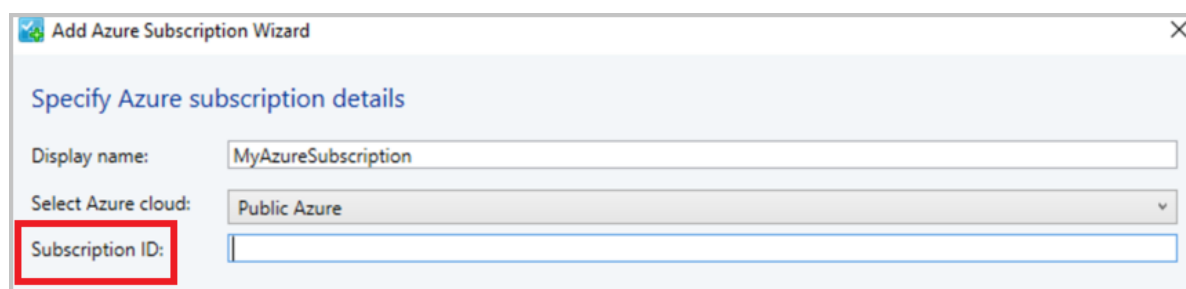 Add Azure Subscription Wizard
Specify Azure subscription details
Display name: MyAzureSubscription
Select Azure cloud: Public Azure
Subscription ID: